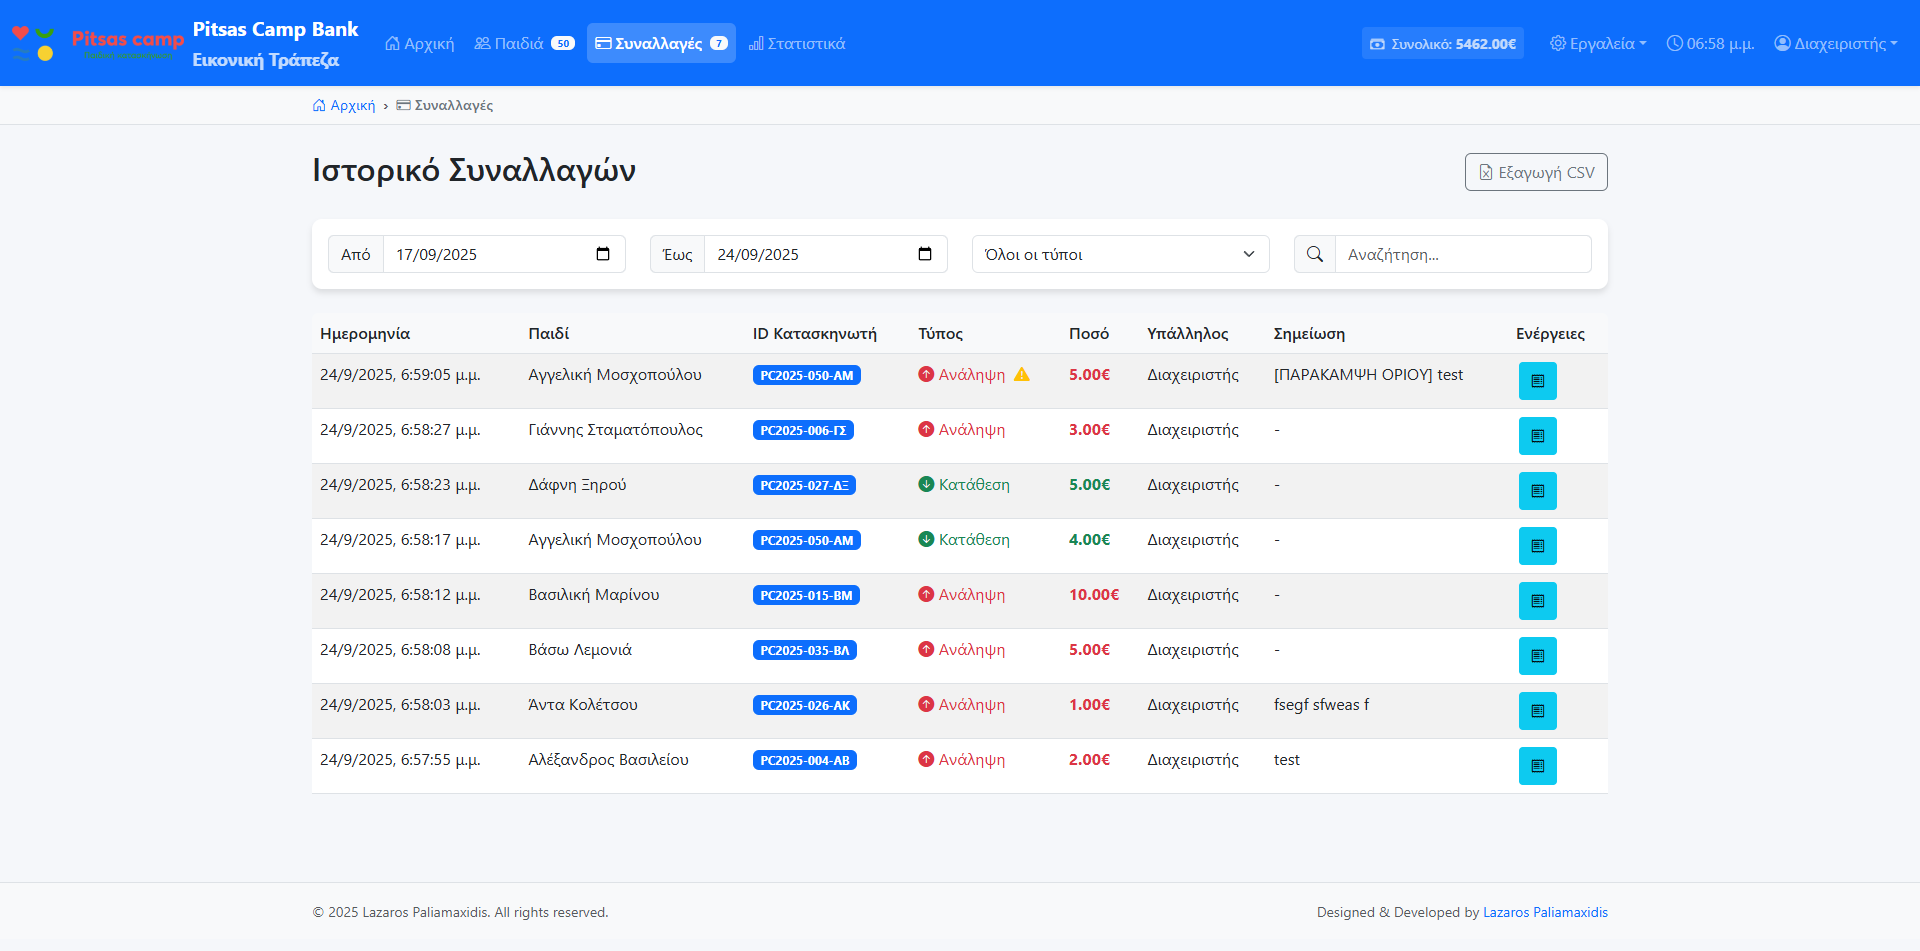 Pitsas camp
Pitsas Camp Bank
Εικονική Τράπεζα
Αρχική
Παιδιά 50
Συναλλαγές 7
Στατιστικά
Συνολικό: 5462.00€
Εργαλεία
06:58 μ.μ.
Διαχειριστής
Αρχική › Συναλλαγές
Ιστορικό Συναλλαγών
Εξαγωγή CSV
Από 17/09/2025
Έως 24/09/2025
Όλοι οι τύποι
Αναζήτηση...
Ημερομηνία Παιδί ID Κατασκηνωτή Τύπος Ποσό Υπάλληλος Σημείωση Ενέργειες
24/9/2025, 6:59:05 μ.μ. Αγγελική Μοσχοπούλου PC2025-050-ΑΜ Ανάληψη 5.00€ Διαχειριστής [ΠΑΡΑΚΑΜΨΗ ΟΡΙΟΥ] test
24/9/2025, 6:58:27 μ.μ. Γιάννης Σταματόπουλος PC2025-006-ΓΣ Ανάληψη 3.00€ Διαχειριστής -
24/9/2025, 6:58:23 μ.μ. Δάφνη Ξηρού PC2025-027-ΔΞ Κατάθεση 5.00€ Διαχειριστής -
24/9/2025, 6:58:17 μ.μ. Αγγελική Μοσχοπούλου PC2025-050-ΑΜ Κατάθεση 4.00€ Διαχειριστής -
24/9/2025, 6:58:12 μ.μ. Βασιλική Μαρίνου PC2025-015-ΒΜ Ανάληψη 10.00€ Διαχειριστής -
24/9/2025, 6:58:08 μ.μ. Βάσω Λεμονιά PC2025-035-ΒΛ Ανάληψη 5.00€ Διαχειριστής -
24/9/2025, 6:58:03 μ.μ. Άντα Κολέτσου PC2025-026-ΑΚ Ανάληψη 1.00€ Διαχειριστής fsegf sfweas f
24/9/2025, 6:57:55 μ.μ. Αλέξανδρος Βασιλείου PC2025-004-ΑΒ Ανάληψη 2.00€ Διαχειριστής test
© 2025 Lazaros Paliamaxidis. All rights reserved.
Designed & Developed by Lazaros Paliamaxidis